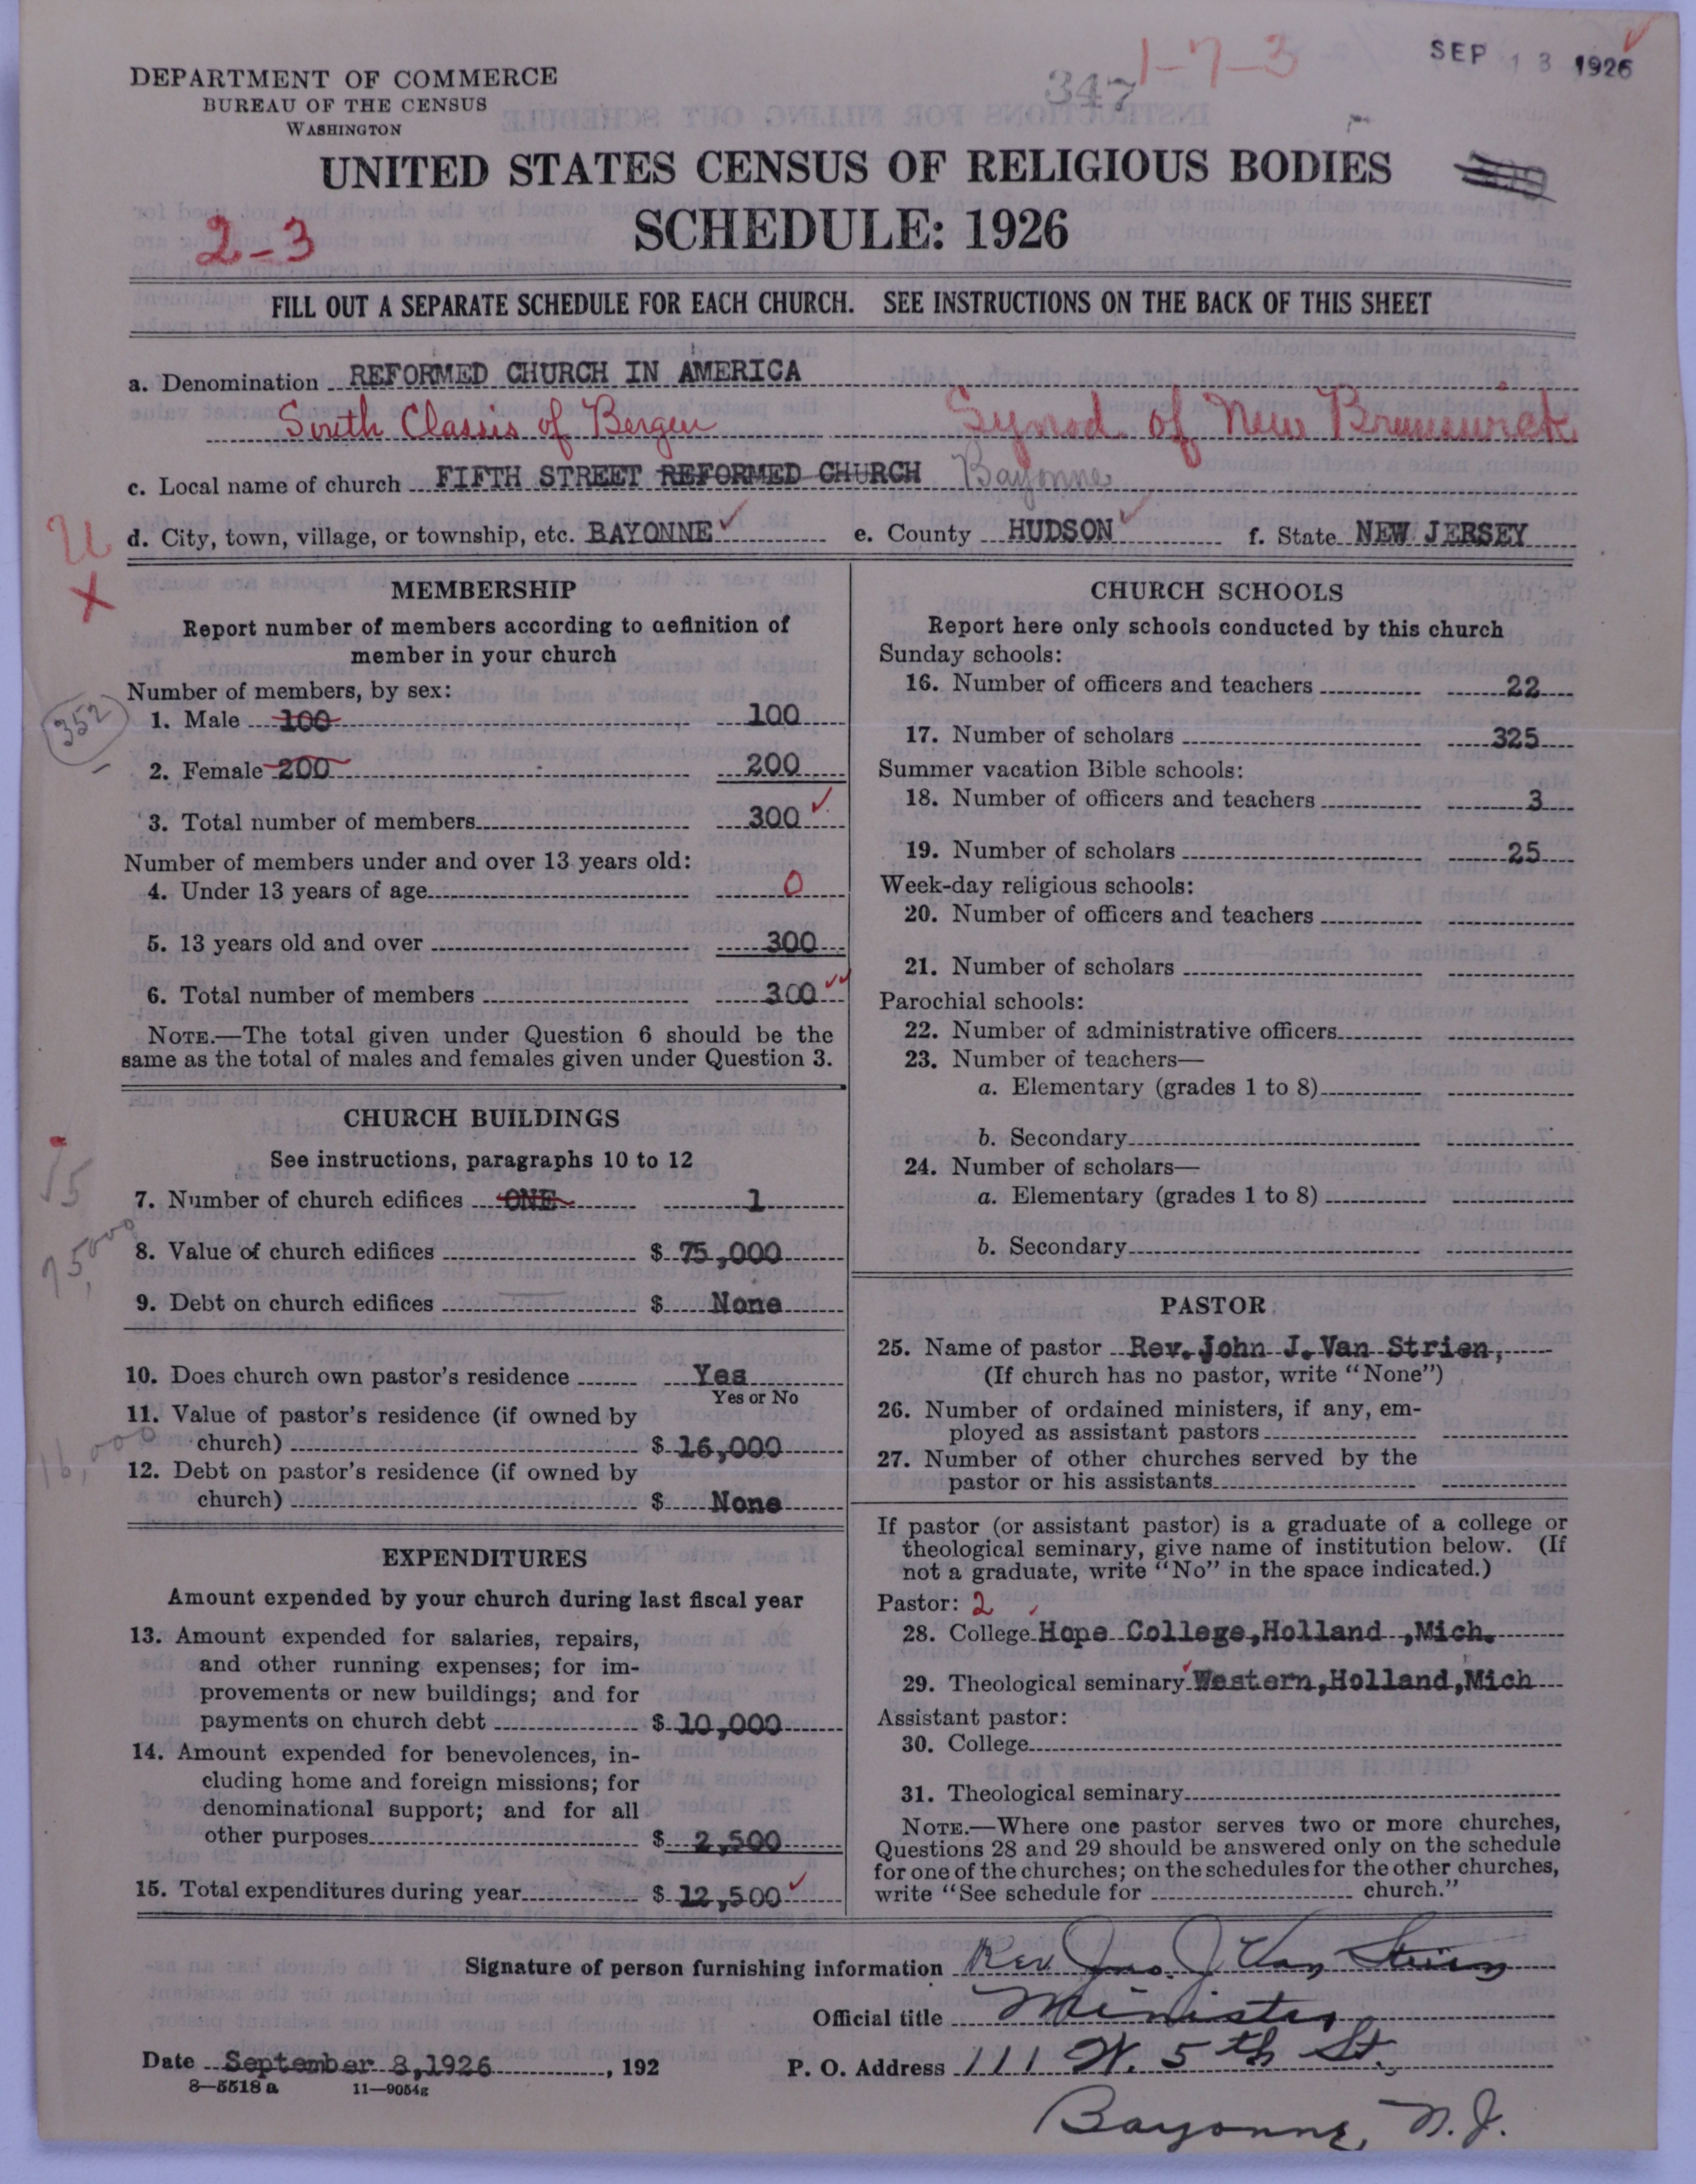 SEP 13 1926
1-7-3
347
DEPARTMENT OF COMMERCE
BUREAU OF THE CENSUS
WASHINGTON
UNITED STATES CENSUS OF RELIGIOUS BODIES
SCHEDULE: 1926
2-3
FILL OUT A SEPARATE SCHEDULE FOR EACH CHURCH. SEE INSTRUCTIONS ON THE BACK OF THIS SHEET
a. Denomination REFORMED CHURCH IN AMERICA
South Classis of Bergen Synod of New Brunswick
c. Local name of church FIFTH STREET REFORMED CHURCH Bayonne
d. City, town, village, or township, etc. BAYONNE e. County HUDSON f. State NEW JERSEY
U
X
MEMBERSHIP
Report number of members according to definition of
member in your church
Number of members, by sex:
352
1. Male 100 100
2. Female 200 200
3. Total number of members 300
Number of members under and over 13 years old:
4. Under 13 years of age 0
5. 13 years old and over 300
6. Total number of members 300
NOTE.—The total given under Question 6 should be the
same as the total of males and females given under Question 3.
CHURCH BUILDINGS
See instructions, paragraphs 10 to 12
7. Number of church edifices ONE 1
75,000
8. Value of church edifices $ 75,000
9. Debt on church edifices $ None
10. Does church own pastor's residence Yes
Yes or No
11. Value of pastor's residence (if owned by
church) $ 16,000
16,000
12. Debt on pastor's residence (if owned by
church) $ None
EXPENDITURES
Amount expended by your church during last fiscal year
13. Amount expended for salaries, repairs,
and other running expenses; for im-
provements or new buildings; and for
payments on church debt $ 10,000
14. Amount expended for benevolences, in-
cluding home and foreign missions; for
denominational support; and for all
other purposes $ 2,500
15. Total expenditures during year $ 12,500
CHURCH SCHOOLS
Report here only schools conducted by this church
Sunday schools:
16. Number of officers and teachers 22
17. Number of scholars 325
Summer vacation Bible schools:
18. Number of officers and teachers 3
19. Number of scholars 25
Week-day religious schools:
20. Number of officers and teachers
21. Number of scholars
Parochial schools:
22. Number of administrative officers
23. Number of teachers—
a. Elementary (grades 1 to 8)
b. Secondary
24. Number of scholars—
a. Elementary (grades 1 to 8)
b. Secondary
PASTOR
25. Name of pastor Rev. John J. Van Strien,
(If church has no pastor, write "None")
26. Number of ordained ministers, if any, em-
ployed as assistant pastors
27. Number of other churches served by the
pastor or his assistants
If pastor (or assistant pastor) is a graduate of a college or
theological seminary, give name of institution below. (If
not a graduate, write "No" in the space indicated.)
Pastor: 2
28. College Hope College, Holland, Mich.
29. Theological seminary Western, Holland, Mich
Assistant pastor:
30. College
31. Theological seminary
NOTE.—Where one pastor serves two or more churches,
Questions 28 and 29 should be answered only on the schedule
for one of the churches; on the schedules for the other churches,
write "See schedule for church."
Signature of person furnishing information Rev Jno. J Van Strien
Official title Minister
Date September 8, 1926, 192 P. O. Address 111 W. 5th St.
8—5518 a 11—9054g
Bayonne, N.J.